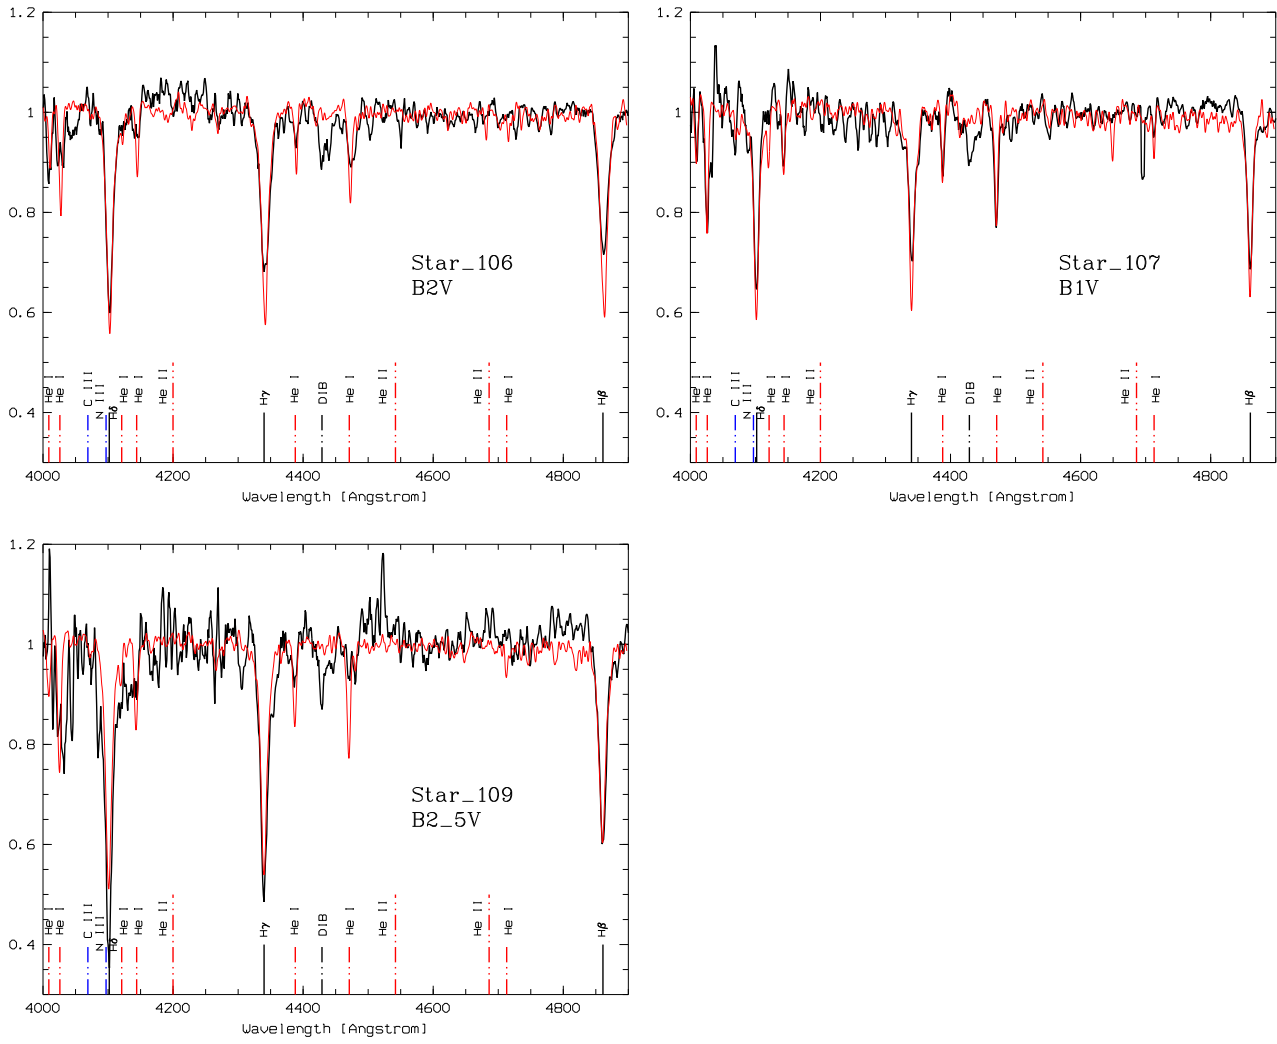 1.2
1
0.8
0.6
0.4
He I
He I
C III
N III
Hδ
He I
He I
He II
Hγ
He I
DIB
He I
He II
He II
He I
Hβ
Star_106
B2V
4000 4200 4400 4600 4800
Wavelength [Angstrom]
1.2
1
0.8
0.6
0.4
He I
He I
C III
N III
Hδ
He I
He I
He II
Hγ
He I
DIB
He I
He II
He II
He I
Hβ
Star_107
B1V
4000 4200 4400 4600 4800
Wavelength [Angstrom]
1.2
1
0.8
0.6
0.4
He I
He I
C III
N III
Hδ
He I
He I
He II
Hγ
He I
DIB
He I
He II
He II
He I
Hβ
Star_109
B2_5V
4000 4200 4400 4600 4800
Wavelength [Angstrom]